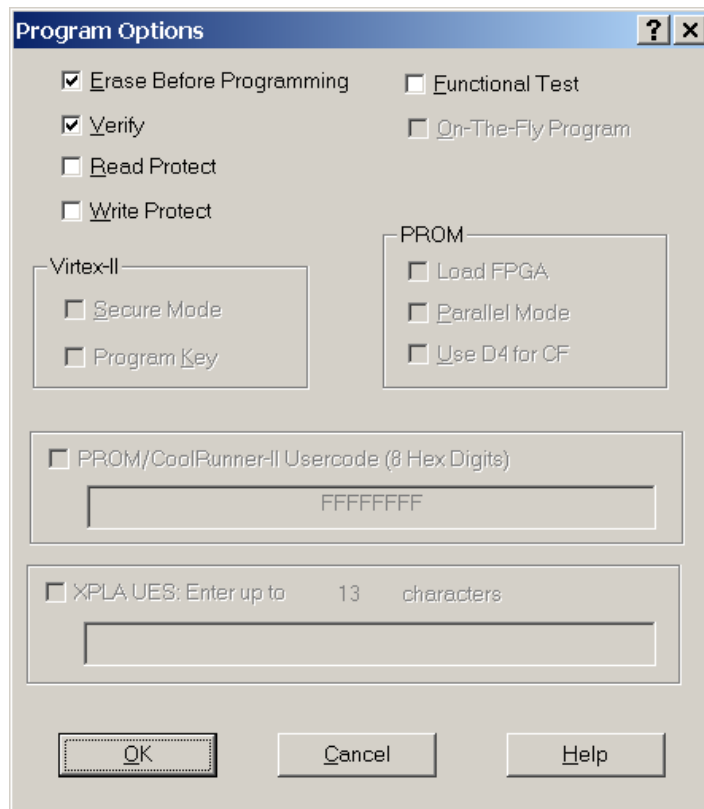 Program Options
Erase Before Programming
Functional Test
Verify
On-The-Fly Program
Read Protect
Write Protect
Virtex-II
Secure Mode
Program Key
PROM
Load FPGA
Parallel Mode
Use D4 for CF
PROM/CoolRunner-II Usercode (8 Hex Digits)
FFFFFFFF
XPLA UES: Enter up to 13 characters
OK Cancel Help